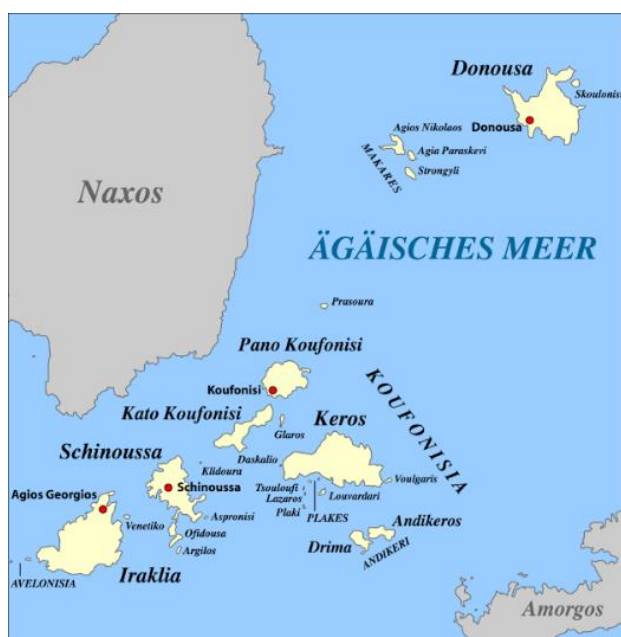 Donousa
Skoulonisi
Agios Nikolaos
Donousa
Agia Paraskevi
MAKARES
Strongyli
Naxos
ÄGÄISCHES MEER
Prasoura
Pano Koufonisi
KOUFONISIA
Koufonisi
Kato Koufonisi
Glaros
Keros
Schinoussa
Daskalio
Klidoura
Voulgaris
Schinoussa
Tsouloufi
Lazaros
Louvardari
Agios Georgios
Plaki
PLAKES
Venetiko
Aspronisi
Ofidousa
Andikeros
Drima
ANDIKERI
Argilos
Iraklia
AVELONISIA
Amorgos